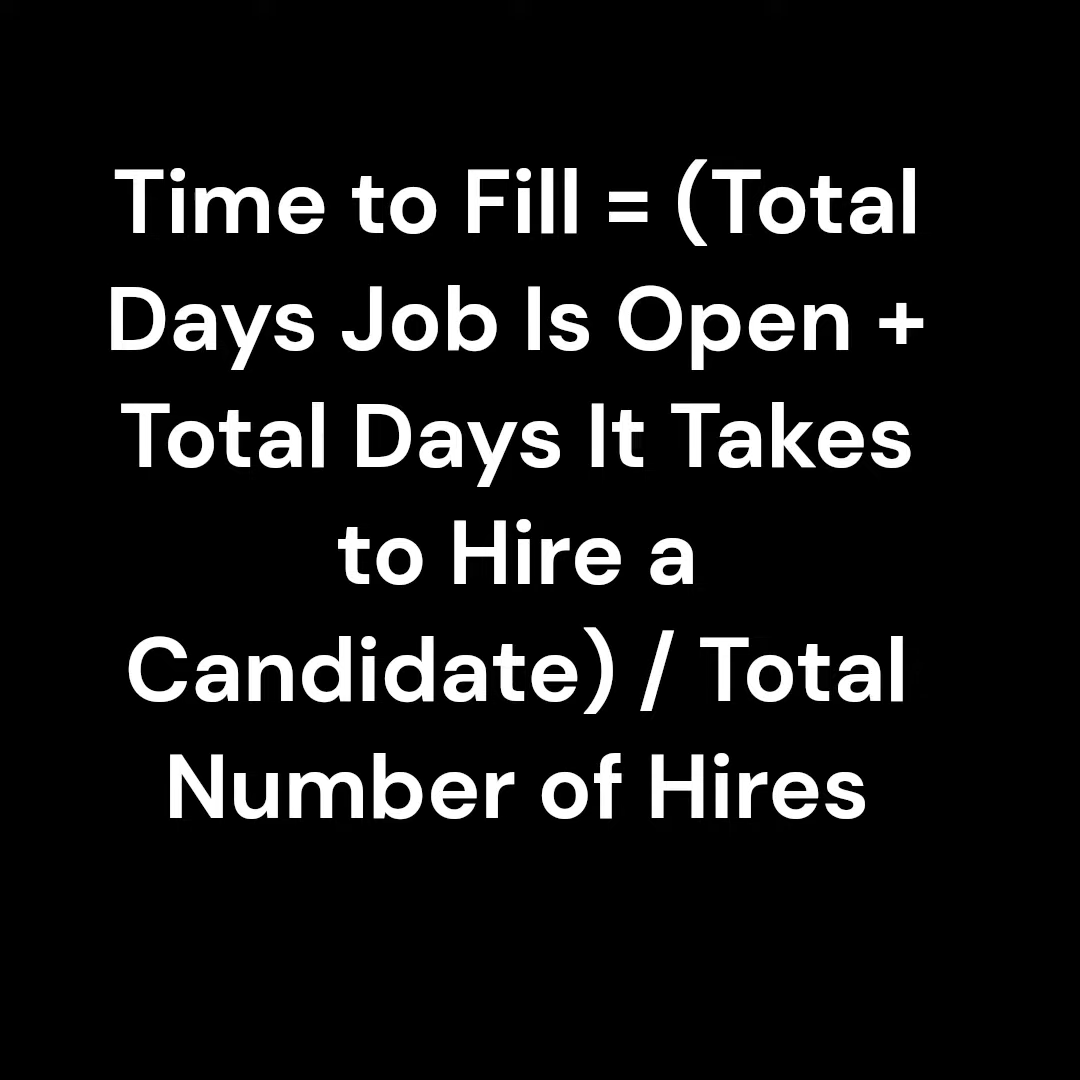 Time to Fill = (Total
Days Job Is Open +
Total Days It Takes
to Hire a
Candidate) / Total
Number of Hires